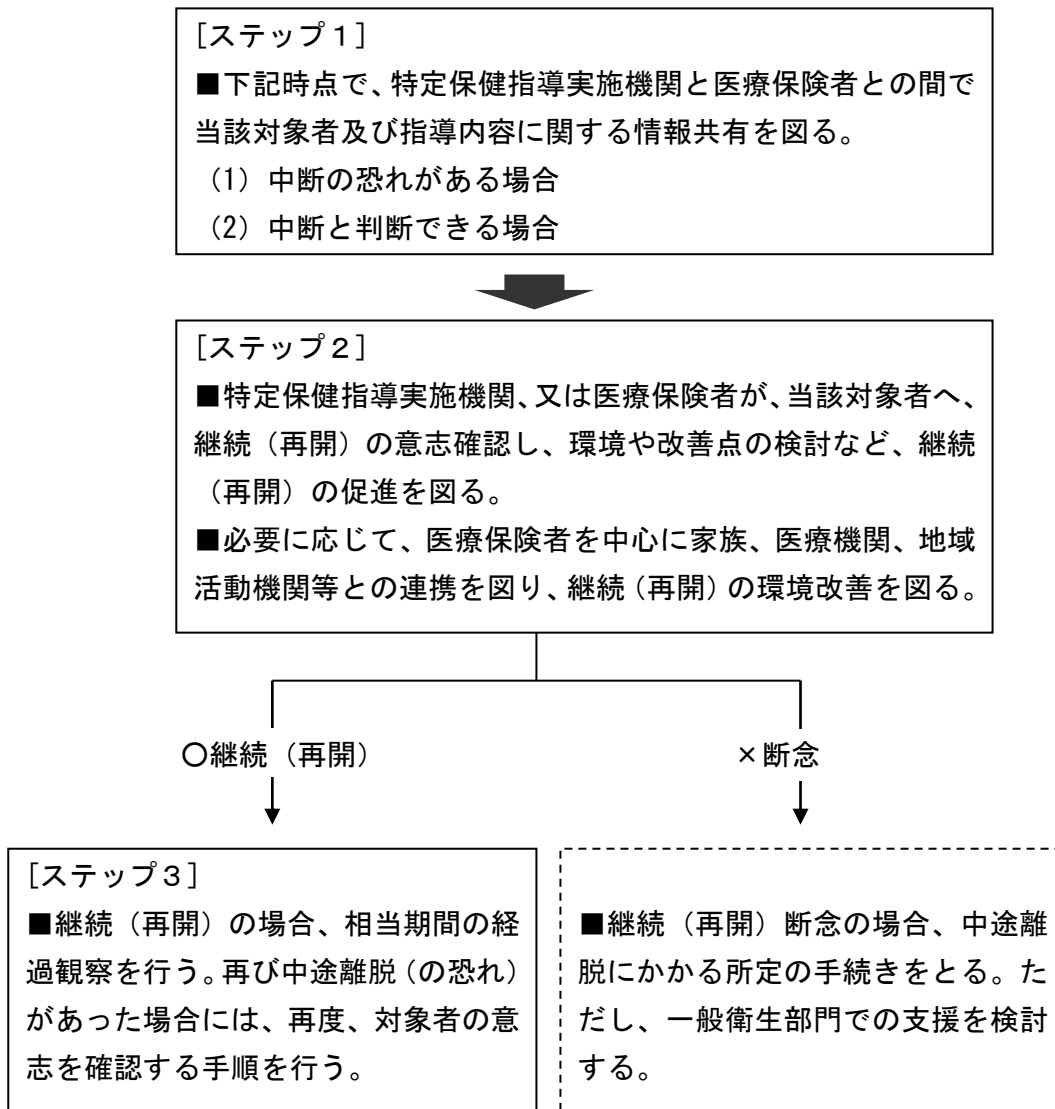 [ステップ１]
■下記時点で、特定保健指導実施機関と医療保険者との間で
当該対象者及び指導内容に関する情報共有を図る。
（1）中断の恐れがある場合
（2）中断と判断できる場合
[ステップ２]
■特定保健指導実施機関、又は医療保険者が、当該対象者へ、
継続（再開）の意志確認し、環境や改善点の検討など、継続
（再開）の促進を図る。
■必要に応じて、医療保険者を中心に家族、医療機関、地域
活動機関等との連携を図り、継続（再開）の環境改善を図る。
〇継続（再開）
×断念
[ステップ３]
■継続（再開）の場合、相当期間の経
過観察を行う。再び中途離脱（の恐れ）
があった場合には、再度、対象者の意
志を確認する手順を行う。
■継続（再開）断念の場合、中途離
脱にかかる所定の手続きをとる。た
だし、一般衛生部門での支援を検討
する。